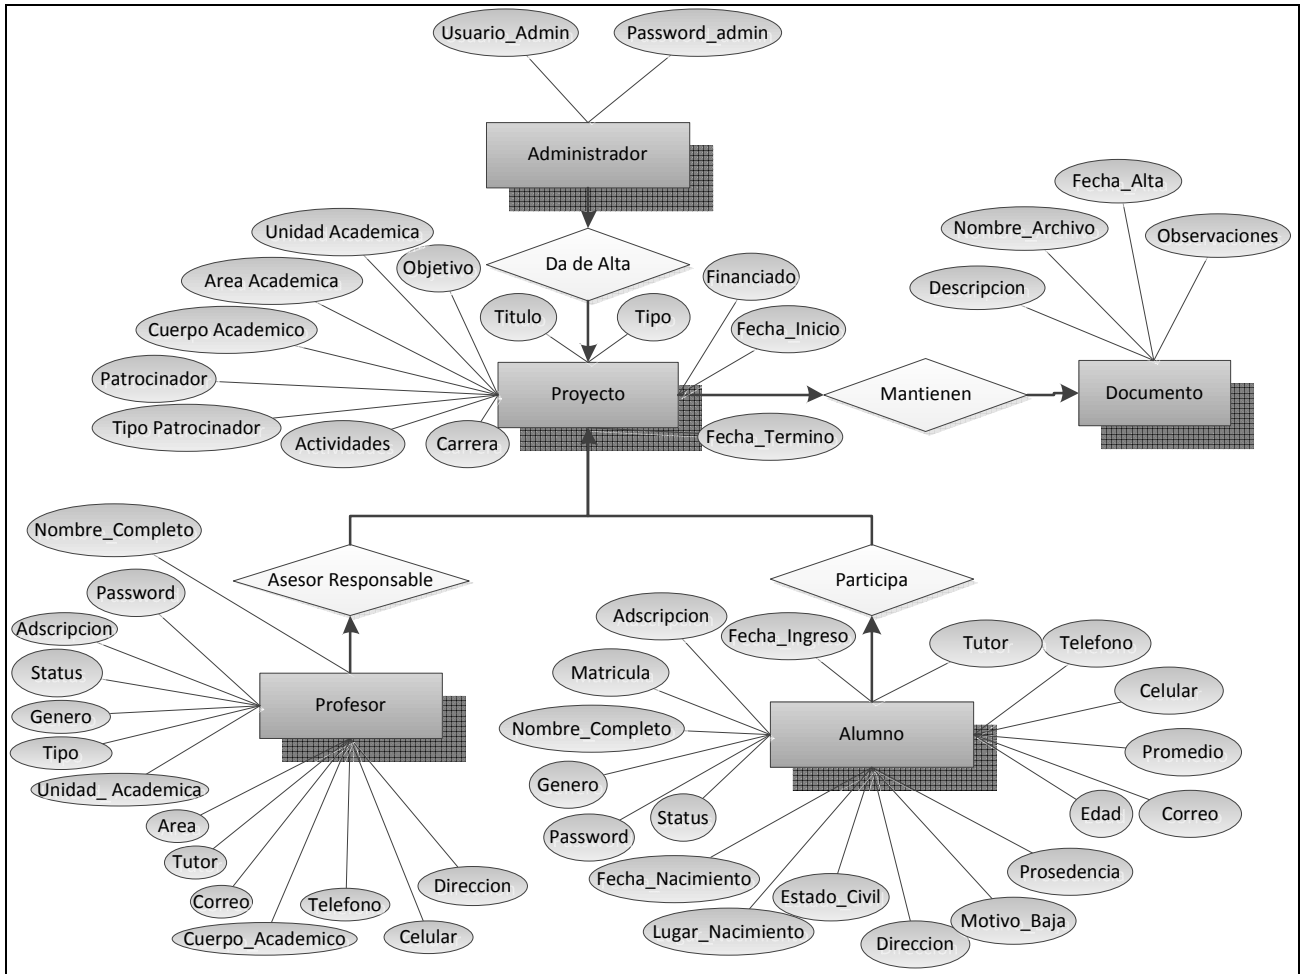 Usuario_Admin
Password_admin
Administrador
Fecha_Alta
Unidad Academica
Nombre_Archivo
Observaciones
Objetivo
Da de Alta
Financiado
Area Academica
Descripcion
Titulo
Tipo
Cuerpo Academico
Fecha_Inicio
Patrocinador
Proyecto
Mantienen
Documento
Tipo Patrocinador
Actividades
Carrera
Fecha_Termino
Nombre_Completo
Asesor Responsable
Participa
Password
Adscripcion
Adscripcion
Fecha_Ingreso
Tutor
Telefono
Status
Matricula
Celular
Genero
Profesor
Nombre_Completo
Alumno
Tipo
Promedio
Unidad_ Academica
Genero
Area
Password
Status
Edad
Correo
Tutor
Fecha_Nacimiento
Prosedencia
Correo
Telefono
Direccion
Estado_Civil
Cuerpo_Academico
Celular
Lugar_Nacimiento
Direccion
Motivo_Baja